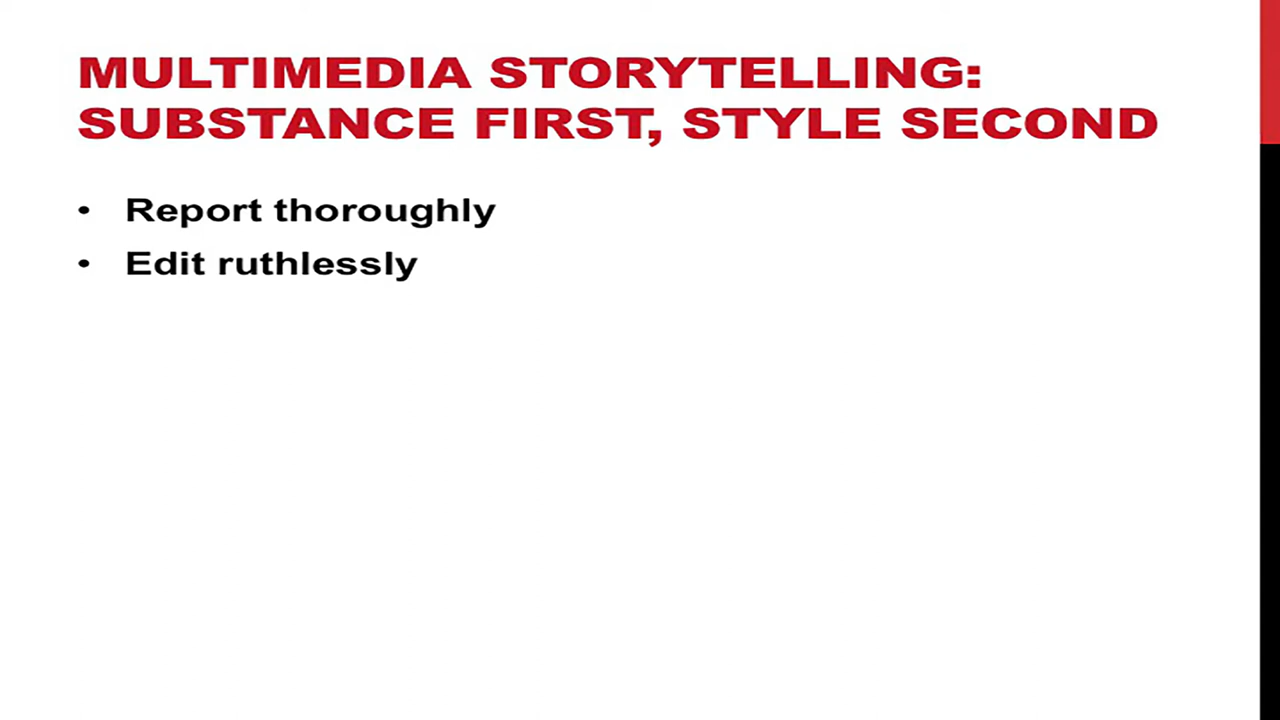 MULTIMEDIA STORYTELLING:
SUBSTANCE FIRST, STYLE SECOND
• Report thoroughly
• Edit ruthlessly